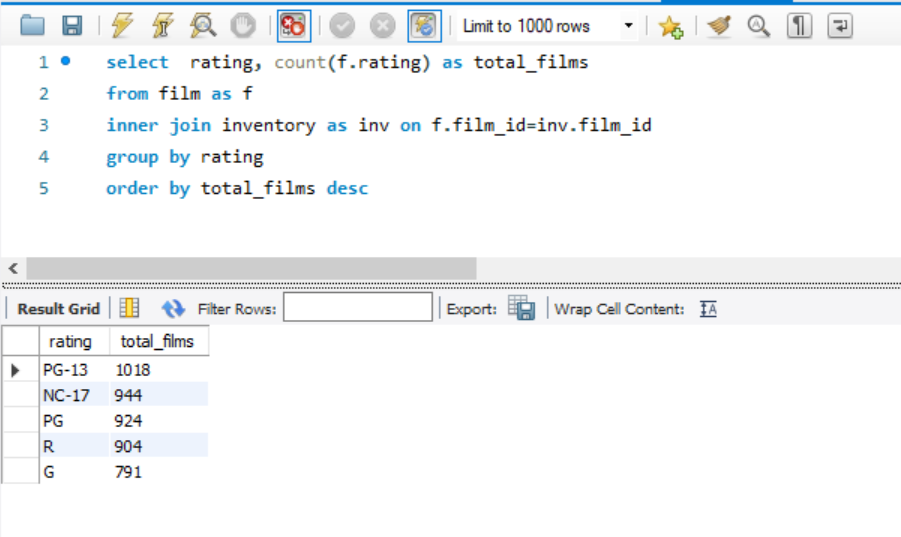 Limit to 1000 rows
1 select  rating, count(f.rating) as total_films
2 from film as f
3 inner join inventory as inv on f.film_id=inv.film_id
4 group by rating
5 order by total_films desc
Result Grid Filter Rows: Export: Wrap Cell Content:
rating total_films
PG-13 1018
NC-17 944
PG 924
R 904
G 791